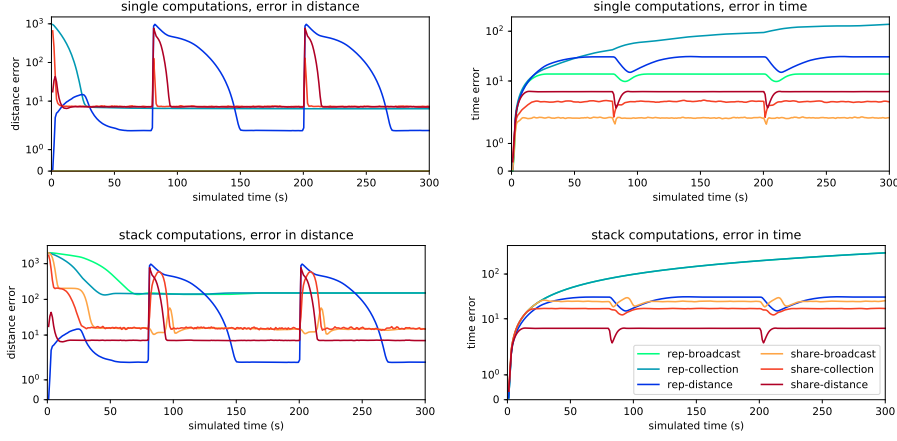 single computations, error in distance
10³
10²
10¹
10⁰
0
distance error
0 50 100 150 200 250 300
simulated time (s)
single computations, error in time
10²
10¹
10⁰
0
time error
0 50 100 150 200 250 300
simulated time (s)
stack computations, error in distance
10³
10²
10¹
10⁰
0
distance error
0 50 100 150 200 250 300
simulated time (s)
stack computations, error in time
10²
10¹
10⁰
0
time error
0 50 100 150 200 250 300
simulated time (s)
rep-broadcast
rep-collection
rep-distance
share-broadcast
share-collection
share-distance